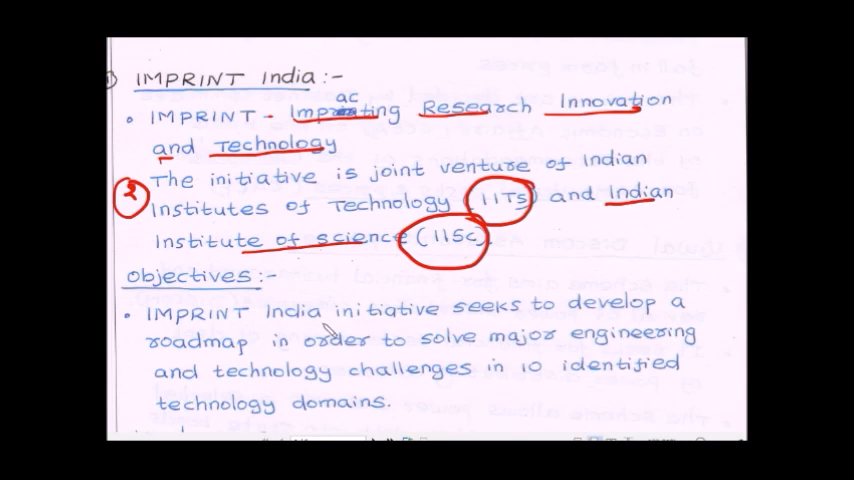 IMPRINT India :-
• IMPRINT - Impacting Research Innovation
and Technology
2 The initiative is joint venture of Indian
Institutes of Technology (IITs) and Indian
Institute of science (IISc).
objectives :-
• IMPRINT India initiative seeks to develop a
roadmap in order to solve major engineering
and technology challenges in 10 identified
technology domains.